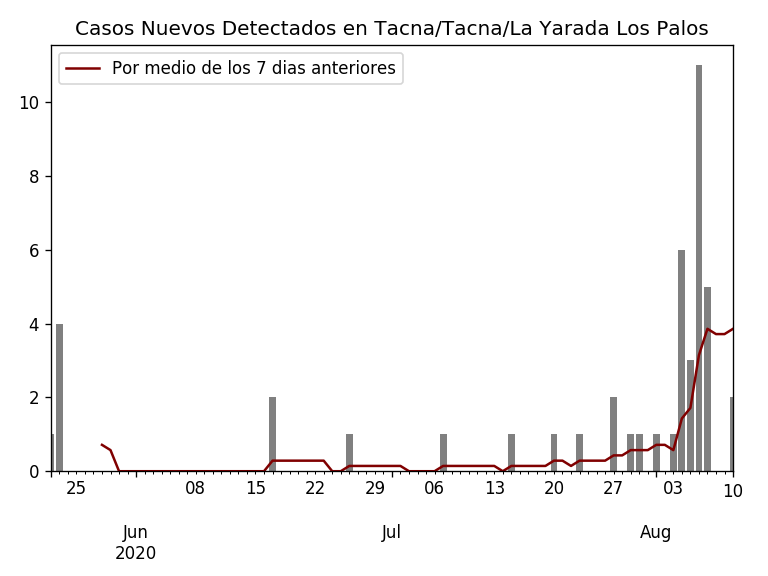 Casos Nuevos Detectados en Tacna/Tacna/La Yarada Los Palos
Por medio de los 7 dias anteriores
10
8
6
4
2
0
25 08 15 22 29 06 13 20 27 03 10
Jun Jul Aug
2020